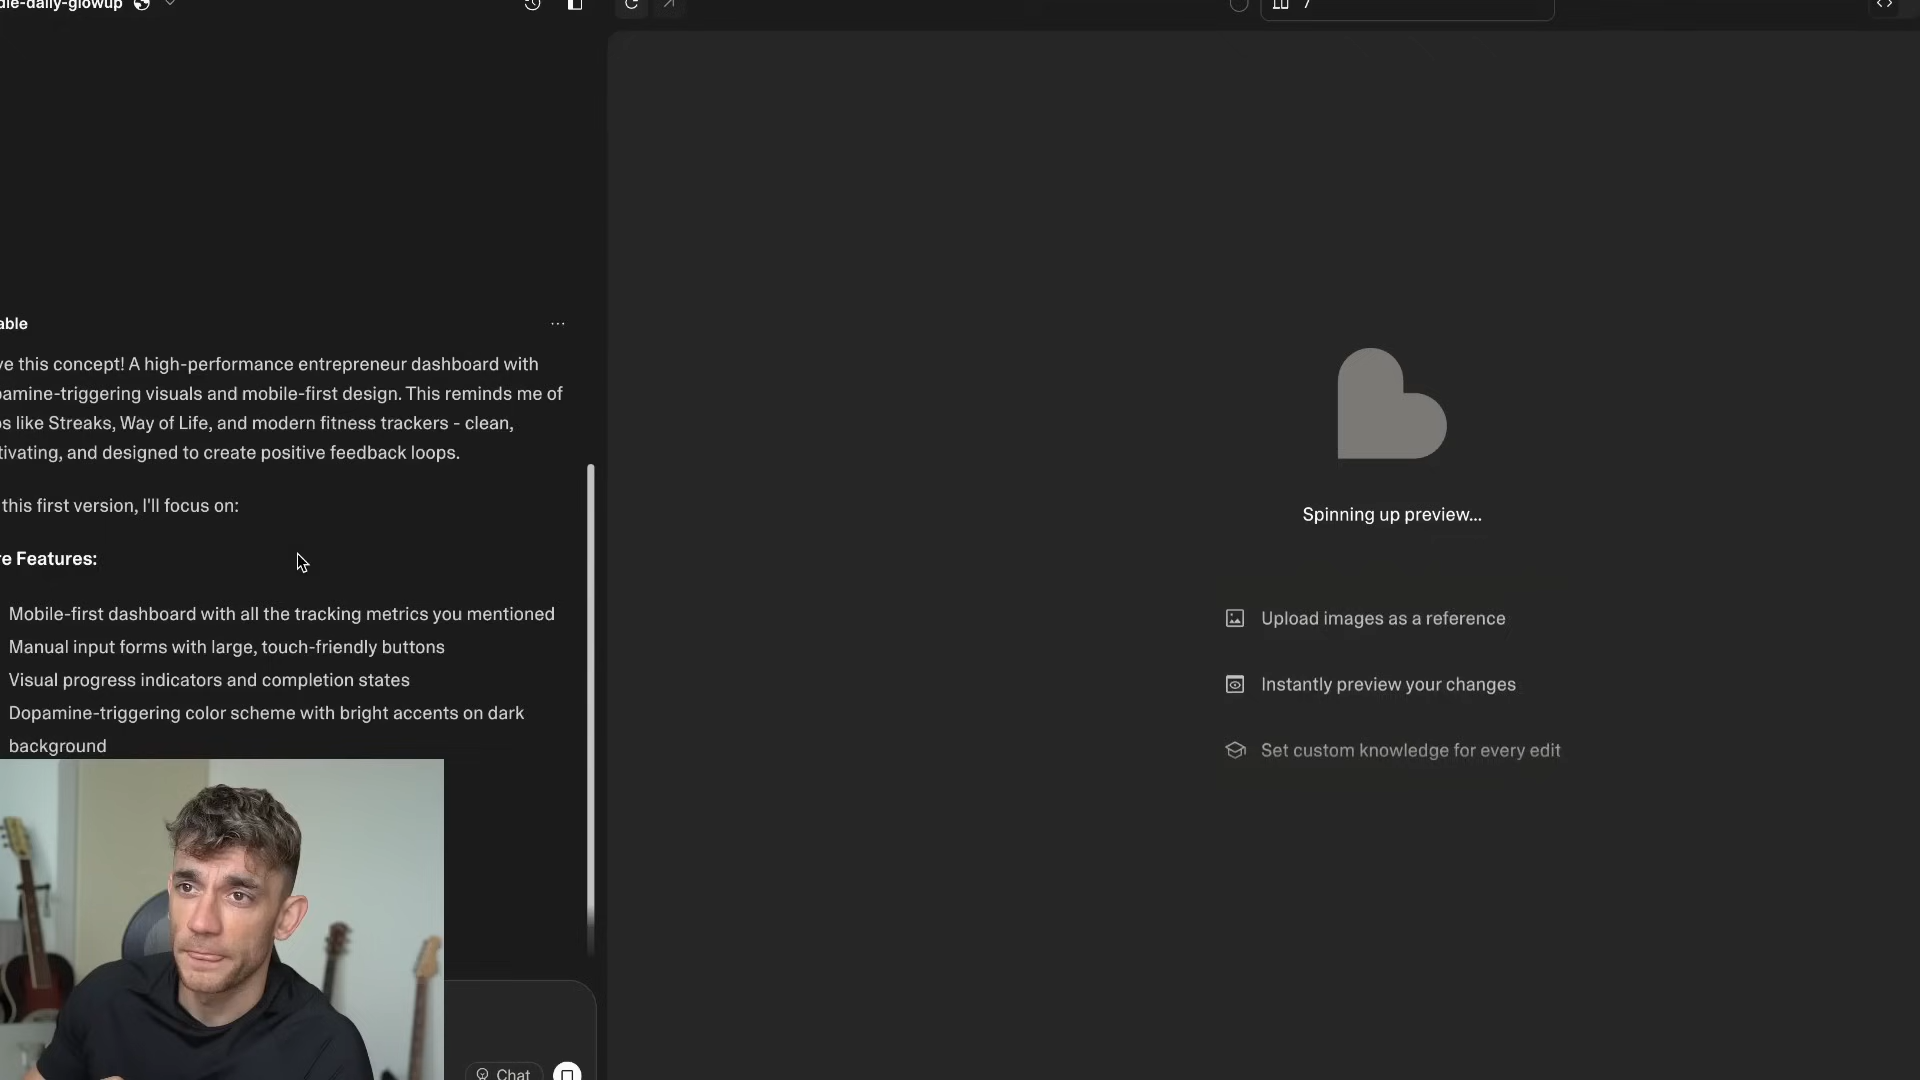 die-daily-glowup
able
ve this concept! A high-performance entrepreneur dashboard with
pamine-triggering visuals and mobile-first design. This reminds me of
os like Streaks, Way of Life, and modern fitness trackers - clean,
tivating, and designed to create positive feedback loops.
this first version, I'll focus on:
re Features:
Mobile-first dashboard with all the tracking metrics you mentioned
Manual input forms with large, touch-friendly buttons
Visual progress indicators and completion states
Dopamine-triggering color scheme with bright accents on dark
background
Chat
/
Spinning up preview...
Upload images as a reference
Instantly preview your changes
Set custom knowledge for every edit